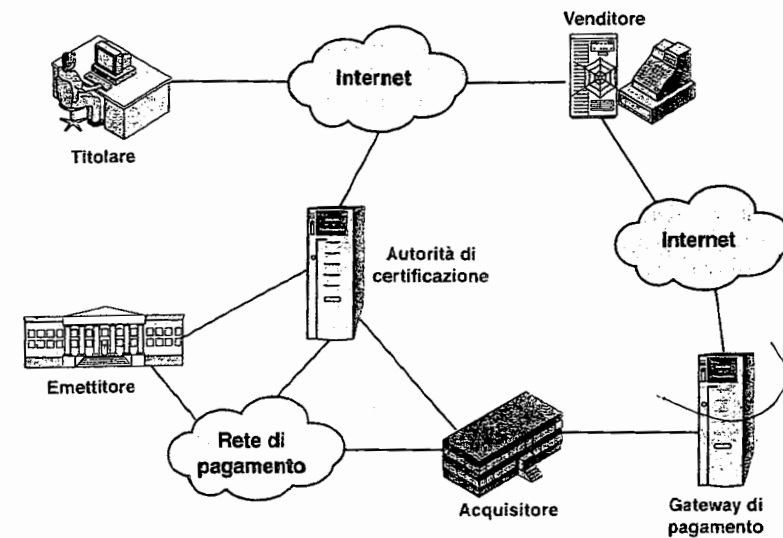 Venditore
Internet
Titolare
Internet
Autorità di
certificazione
Emettitore
Rete di
pagamento
Acquisitore
Gateway di
pagamento